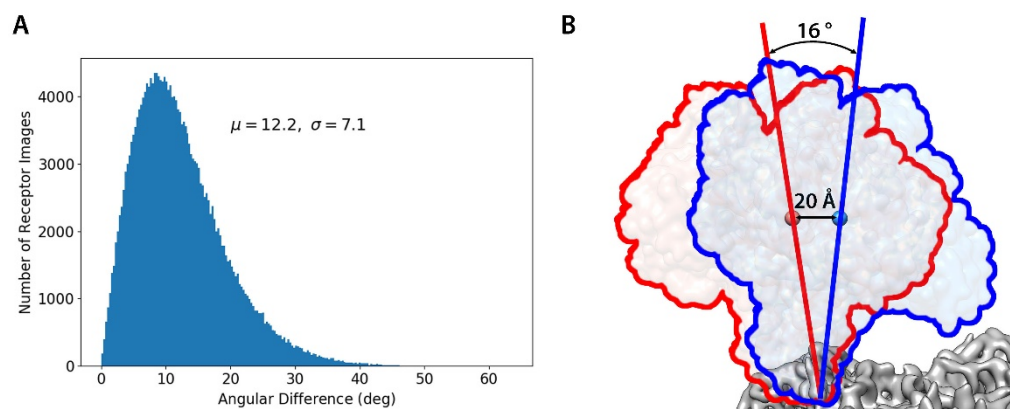 A
4000
3000
2000
1000
0
Number of Receptor Images
μ = 12.2, σ = 7.1
0 10 20 30 40 50 60
Angular Difference (deg)
B
16 °
20 Å